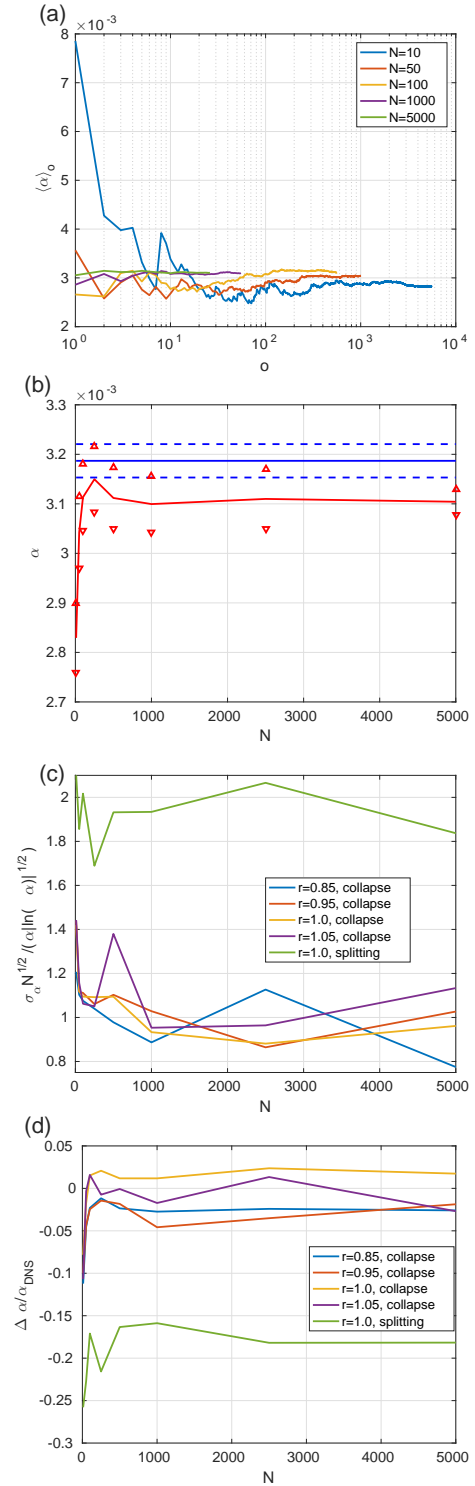 (a)
×10⁻³
8
7
6
5
4
3
2
⟨α⟩ₒ
N=10
N=50
N=100
N=1000
N=5000
10⁰ 10¹ 10² 10³ 10⁴
o
(b)
×10⁻³
3.3
3.2
3.1
3
2.9
2.8
2.7
α
0 1000 2000 3000 4000 5000
N
(c)
2
1.8
1.6
1.4
1.2
1
0.8
σ_α N^1/2/(α|ln( α)|^1/2)
r=0.85, collapse
r=0.95, collapse
r=1.0, collapse
r=1.05, collapse
r=1.0, splitting
0 1000 2000 3000 4000 5000
N
(d)
0.05
0
-0.05
-0.1
-0.15
-0.2
-0.25
-0.3
Δ α/α_DNS
r=0.85, collapse
r=0.95, collapse
r=1.0, collapse
r=1.05, collapse
r=1.0, splitting
0 1000 2000 3000 4000 5000
N